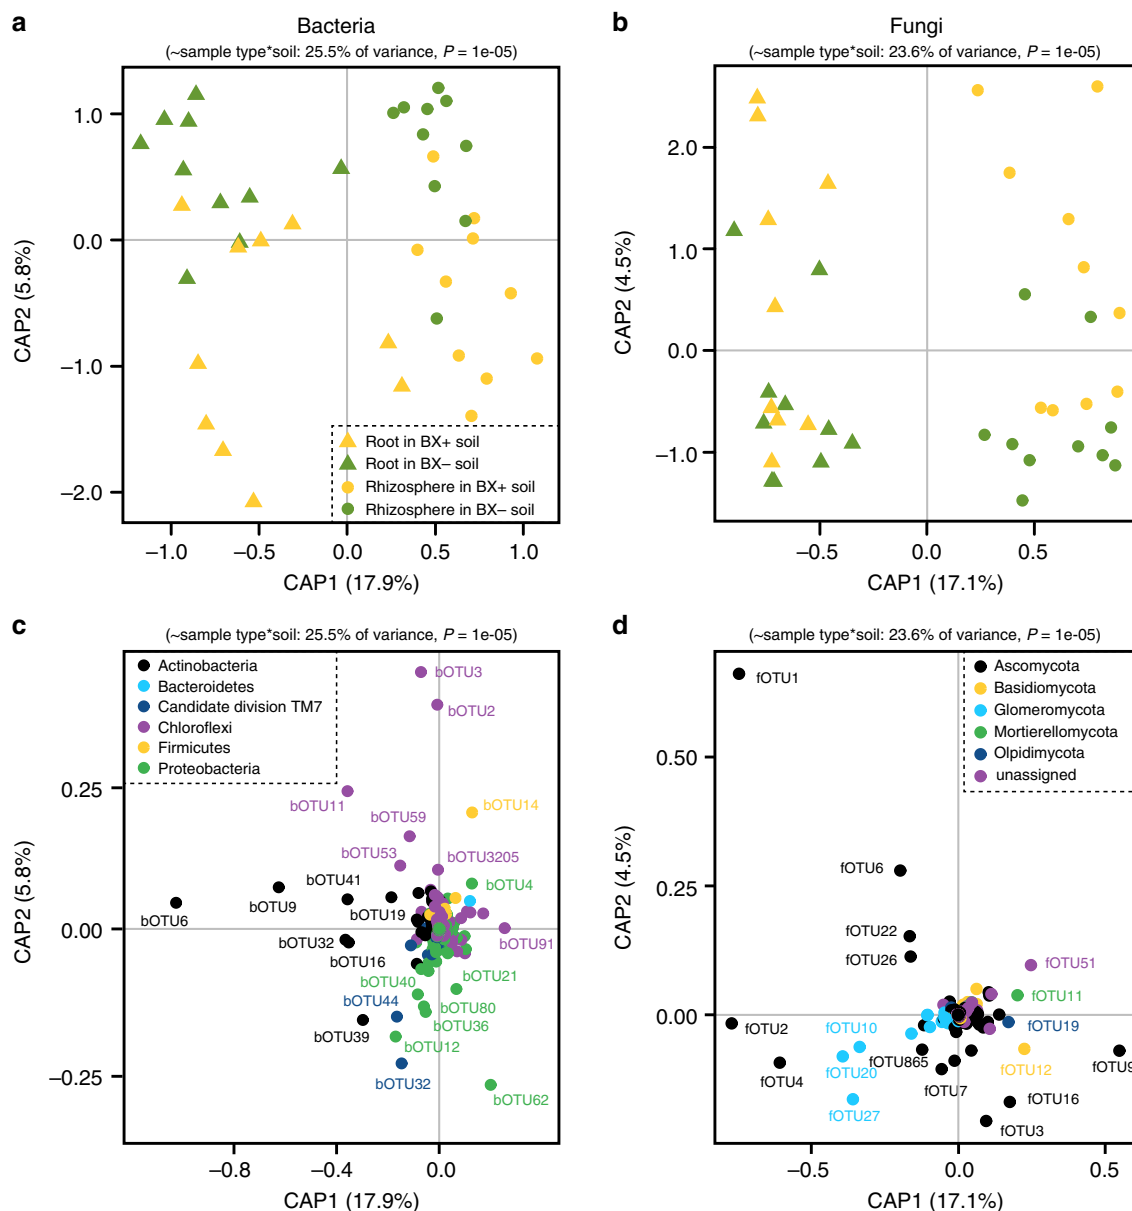 a
Bacteria
(~sample type*soil: 25.5% of variance, P = 1e-05)
CAP2 (5.8%)
1.0
0.0
–1.0
–2.0
Root in BX+ soil
Root in BX– soil
Rhizosphere in BX+ soil
Rhizosphere in BX– soil
–1.0
–0.5
0.0
0.5
1.0
CAP1 (17.9%)
b
Fungi
(~sample type*soil: 23.6% of variance, P = 1e-05)
CAP2 (4.5%)
2.0
1.0
0.0
–1.0
–0.5
0.0
0.5
CAP1 (17.1%)
c
(~sample type*soil: 25.5% of variance, P = 1e-05)
Actinobacteria
Bacteroidetes
Candidate division TM7
Chloroflexi
Firmicutes
Proteobacteria
CAP2 (5.8%)
0.25
0.00
–0.25
bOTU3
bOTU2
bOTU11
bOTU14
bOTU59
bOTU53
bOTU3205
bOTU41
bOTU4
bOTU6
bOTU9
bOTU19
bOTU32
bOTU91
bOTU16
bOTU40
bOTU21
bOTU44
bOTU80
bOTU39
bOTU36
bOTU12
bOTU32
bOTU62
–0.8
–0.4
0.0
CAP1 (17.9%)
d
(~sample type*soil: 23.6% of variance, P = 1e-05)
Ascomycota
Basidiomycota
Glomeromycota
Mortierellomycota
Olpidimycota
unassigned
CAP2 (4.5%)
0.50
0.25
0.00
fOTU1
fOTU6
fOTU22
fOTU26
fOTU51
fOTU11
fOTU2
fOTU10
fOTU19
fOTU4
fOTU20
fOTU865
fOTU12
fOTU9
fOTU7
fOTU27
fOTU16
fOTU3
–0.5
0.0
0.5
CAP1 (17.1%)